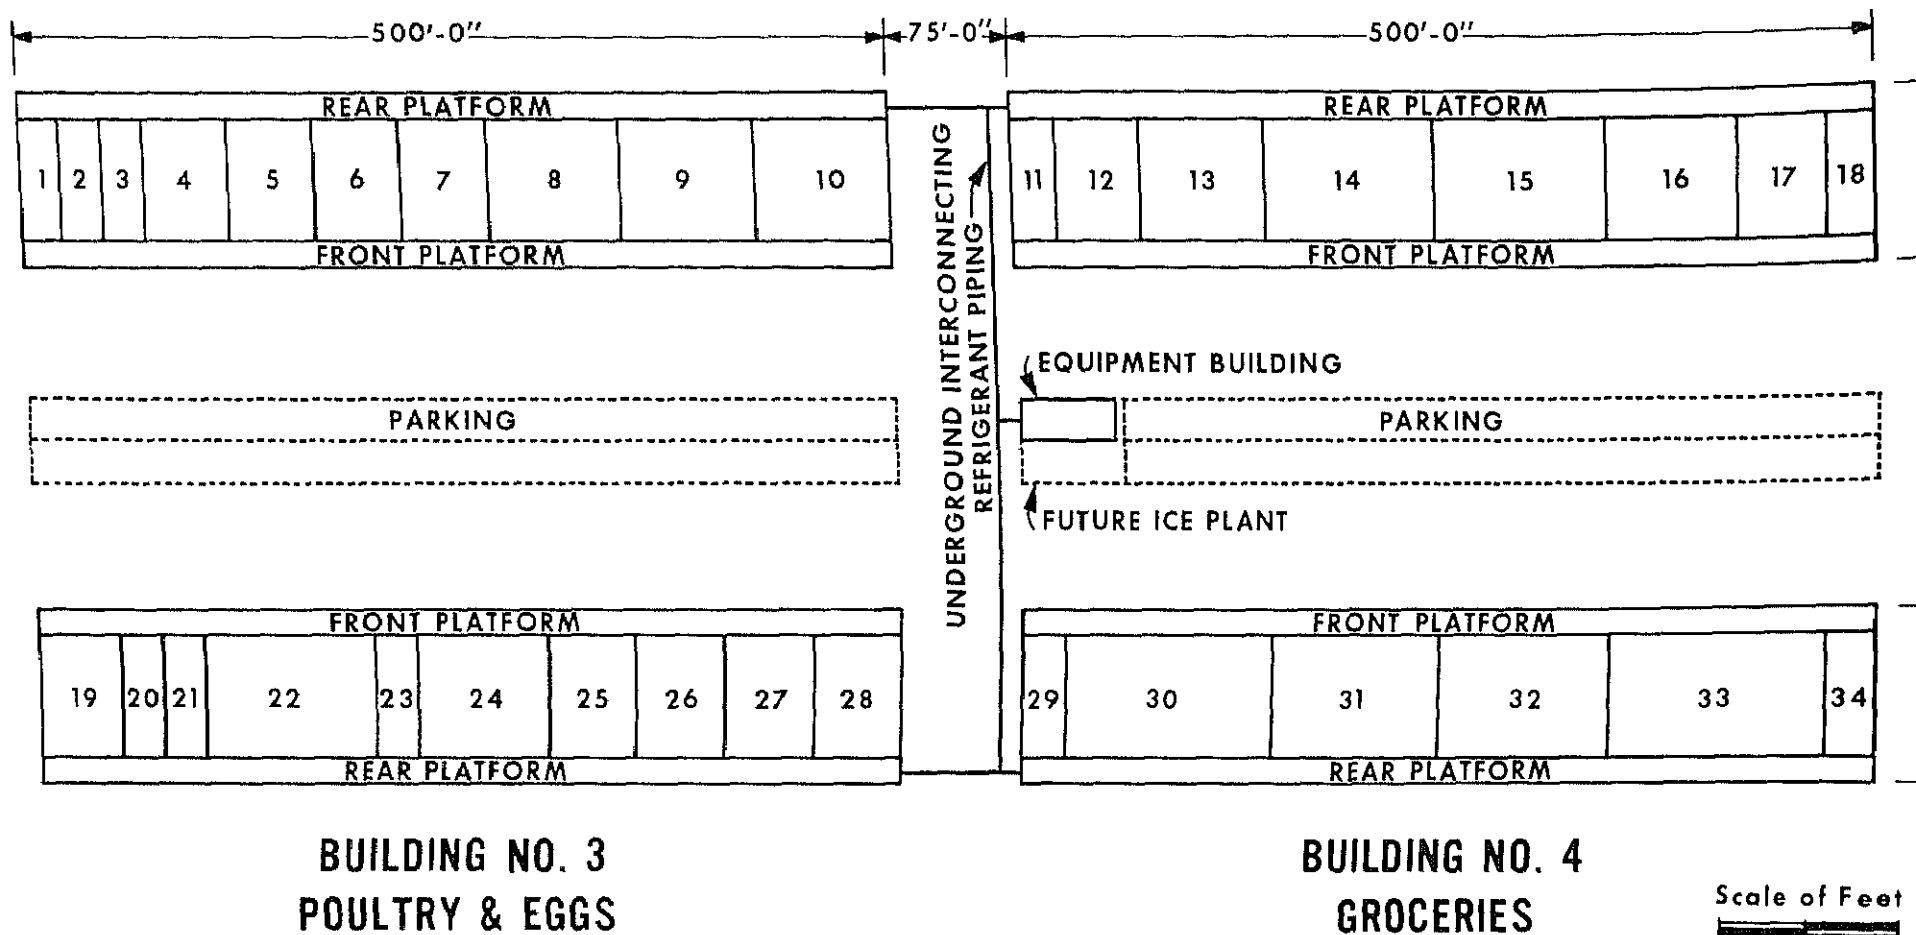 500'-0" 75'-0" 500'-0"
REAR PLATFORM REAR PLATFORM
1 2 3 4 5 6 7 8 9 10 11 12 13 14 15 16 17 18
FRONT PLATFORM FRONT PLATFORM
UNDERGROUND INTERCONNECTING
REFRIGERANT PIPING
EQUIPMENT BUILDING
PARKING PARKING
FUTURE ICE PLANT
FRONT PLATFORM FRONT PLATFORM
19 20 21 22 23 24 25 26 27 28 29 30 31 32 33 34
REAR PLATFORM REAR PLATFORM
BUILDING NO. 3 BUILDING NO. 4
POULTRY & EGGS GROCERIES
Scale of Feet